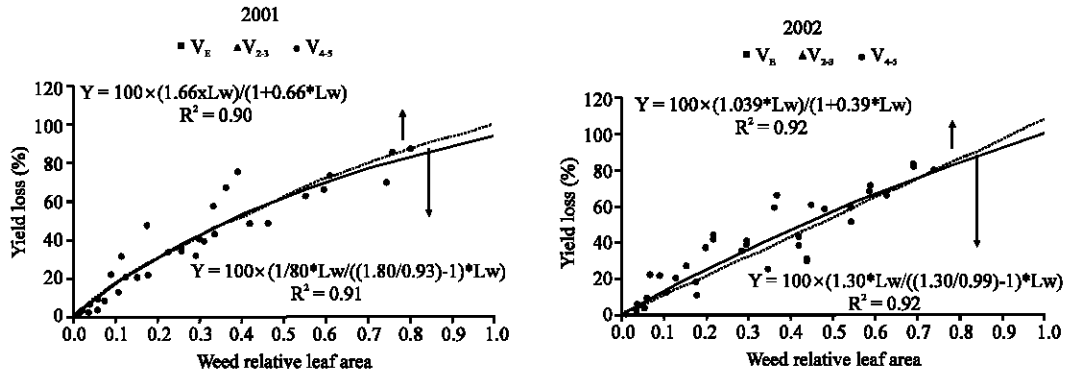 2001
■ V_E ▲V_2-3 ● V_4-5
Y = 100×(1.66xLw)/(1+0.66*Lw)
R² = 0.90
120
100
80
60
40
20
0
Yield loss (%)
Y = 100×(1/80*Lw/((1.80/0.93)-1)*Lw)
R² = 0.91
0.0 0.1 0.2 0.3 0.4 0.5 0.6 0.7 0.8 0.9 1.0
Weed relative leaf area
2002
■ V_E ▲V_2-3 ● V_4-5
Y = 100×(1.039*Lw)/(1+0.39*Lw)
R² = 0.92
120
100
80
60
40
20
0
Yield loss (%)
Y = 100×(1.30*Lw/((1.30/0.99)-1)*Lw)
R² = 0.92
0.0 0.1 0.2 0.3 0.4 0.5 0.6 0.7 0.8 0.9 1.0
Weed relative leaf area